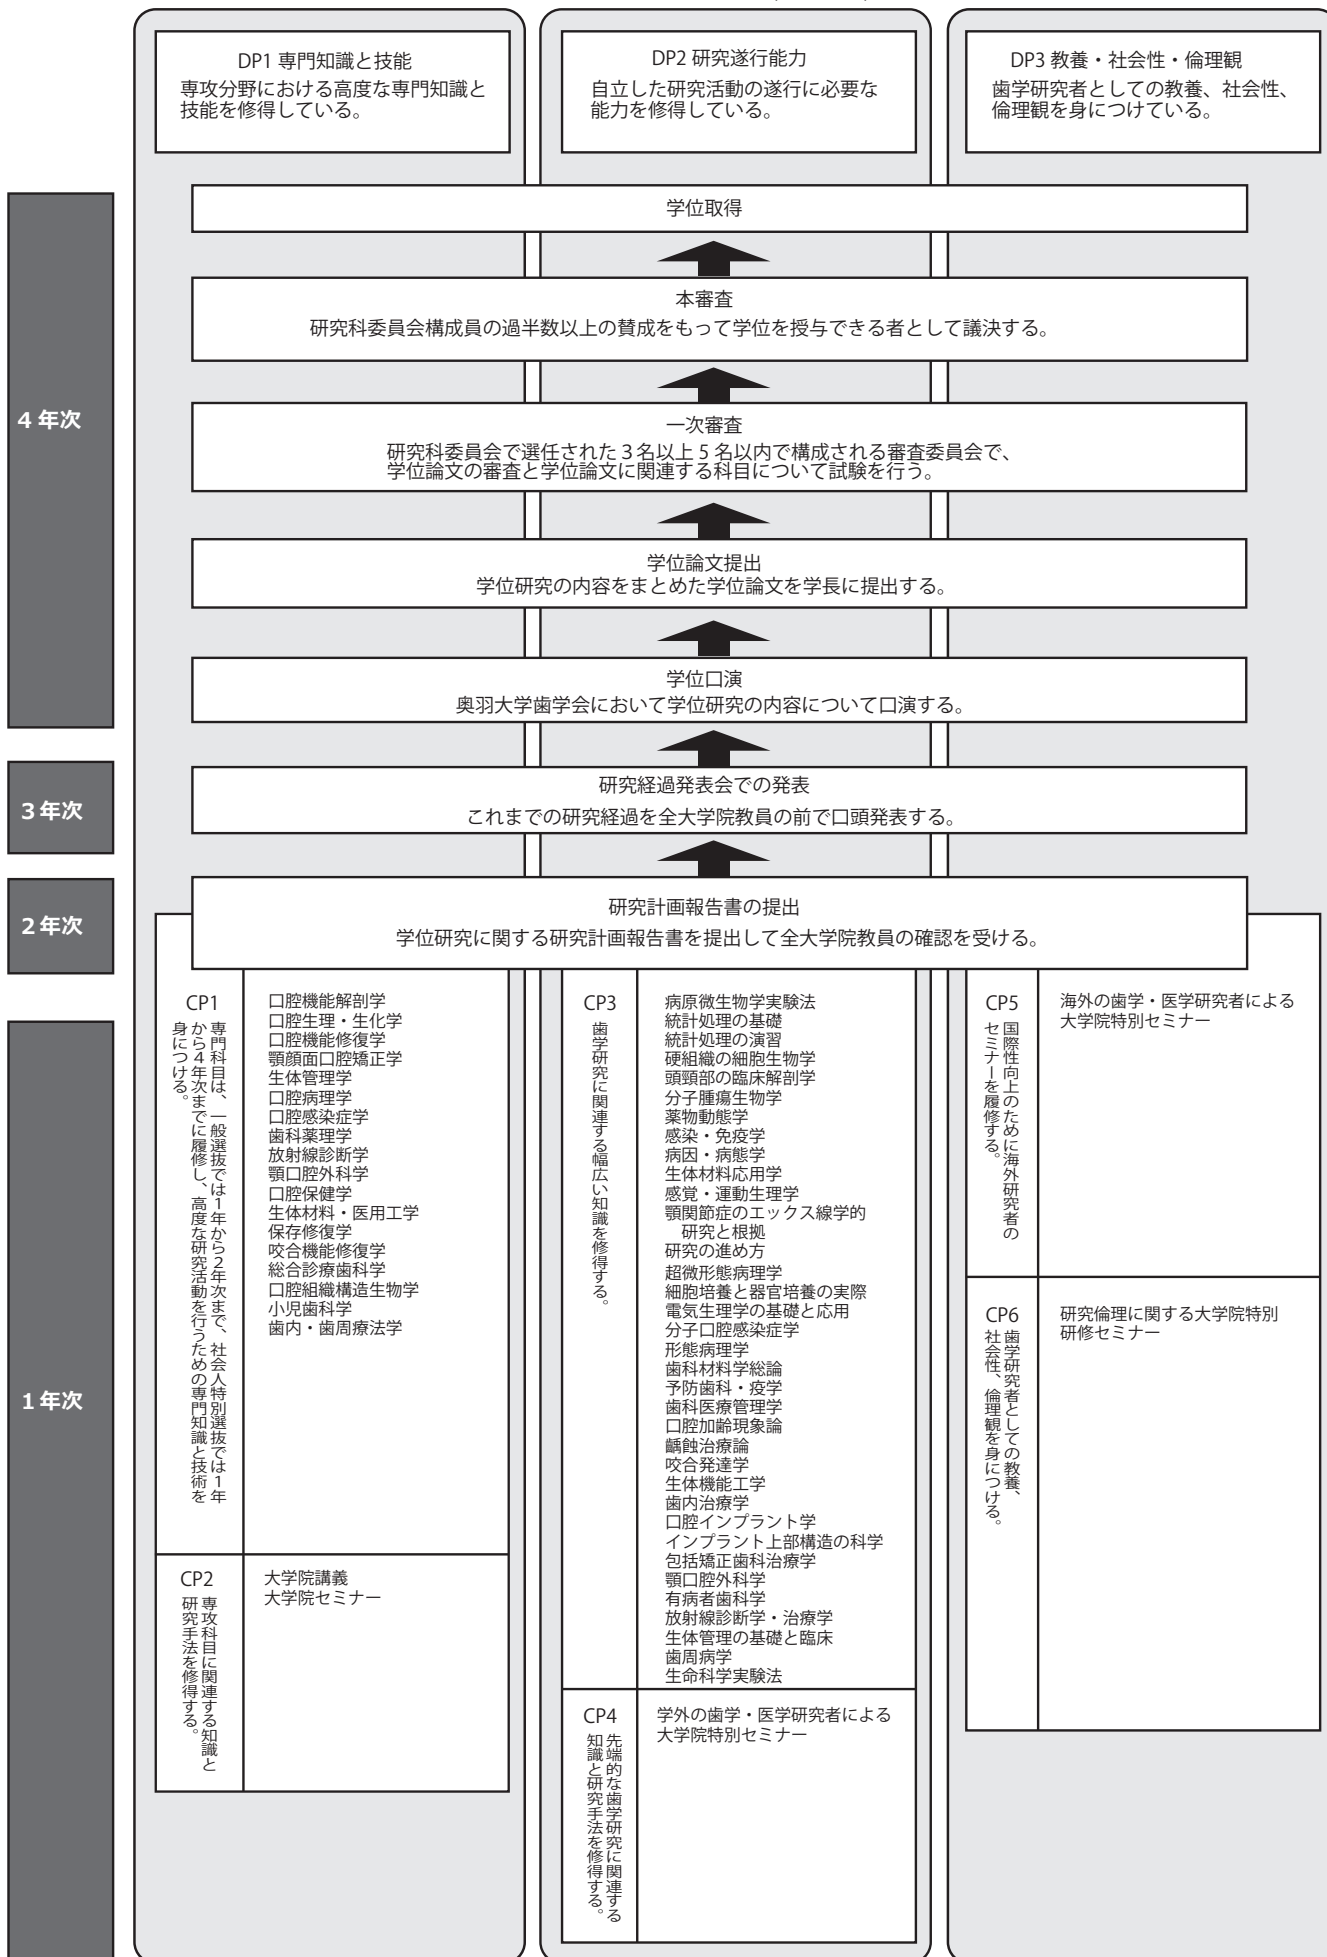 DP1 専門知識と技能
専攻分野における高度な専門知識と
技能を修得している。
DP2 研究遂行能力
自立した研究活動の遂行に必要な
能力を修得している。
DP3 教養・社会性・倫理観
歯学研究者としての教養、社会性、
倫理観を身につけている。
4 年次
学位取得
本審査
研究科委員会構成員の過半数以上の賛成をもって学位を授与できる者として議決する。
一次審査
研究科委員会で選任された 3 名以上 5 名以内で構成される審査委員会で、
学位論文の審査と学位論文に関連する科目について試験を行う。
学位論文提出
学位研究の内容をまとめた学位論文を学長に提出する。
学位口演
奥羽大学歯学会において学位研究の内容について口演する。
3 年次
研究経過発表会での発表
これまでの研究経過を全大学院教員の前で口頭発表する。
2 年次
研究計画報告書の提出
学位研究に関する研究計画報告書を提出して全大学院教員の確認を受ける。
1 年次
CP1
専門科目は、一般選抜では1年から2年次まで、社会人特別選抜では1年
から4年次までに履修し、高度な研究活動を行うための専門知識と技術を
身につける。
口腔機能解剖学
口腔生理・生化学
口腔機能修復学
顎顔面口腔矯正学
生体管理学
口腔病理学
口腔感染症学
歯科薬理学
放射線診断学
顎口腔外科学
口腔保健学
生体材料・医用工学
保存修復学
咬合機能修復学
総合診療歯科学
口腔組織構造生物学
小児歯科学
歯内・歯周療法学
CP2
専攻科目に関連する知識と
研究手法を修得する。
大学院講義
大学院セミナー
CP3
歯学研究に関連する幅広い知識を修得する。
病原微生物学実験法
統計処理の基礎
統計処理の演習
硬組織の細胞生物学
頭頸部の臨床解剖学
分子腫瘍生物学
薬物動態学
感染・免疫学
病因・病態学
生体材料応用学
感覚・運動生理学
顎関節症のエックス線学的
研究と根拠
研究の進め方
超微形態病理学
細胞培養と器官培養の実際
電気生理学の基礎と応用
分子口腔感染症学
形態病理学
歯科材料学総論
予防歯科・疫学
歯科医療管理学
口腔加齢現象論
齲蝕治療論
咬合発達学
生体機能工学
歯内治療学
口腔インプラント学
インプラント上部構造の科学
包括矯正歯科治療学
顎口腔外科学
有病者歯科学
放射線診断学・治療学
生体管理の基礎と臨床
歯周病学
生命科学実験法
CP4
先端的な歯学研究に関連する
知識と研究手法を修得する。
学外の歯学・医学研究者による
大学院特別セミナー
CP5
国際性向上のために海外研究者の
セミナーを履修する。
海外の歯学・医学研究者による
大学院特別セミナー
CP6
歯学研究者としての教養、
社会性、倫理観を身につける。
研究倫理に関する大学院特別
研修セミナー